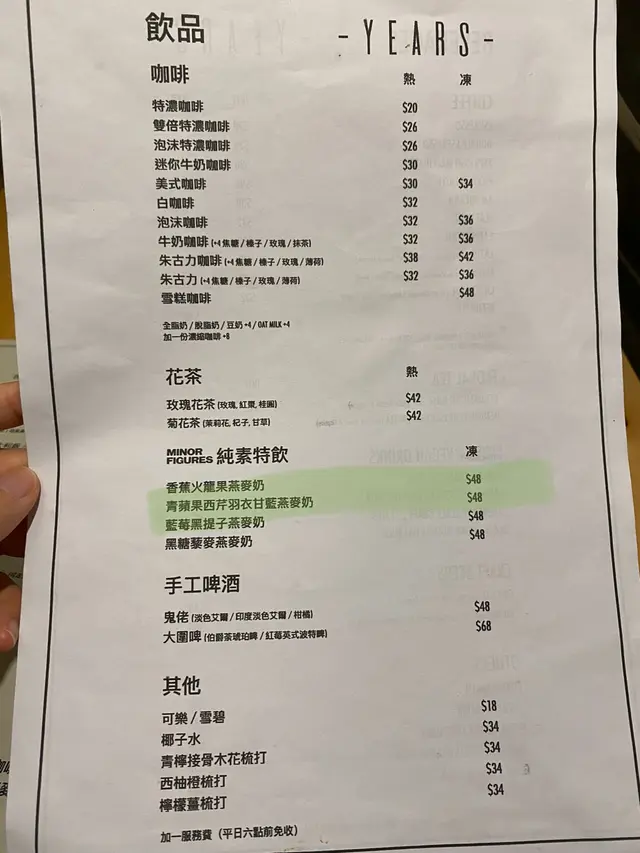 飲品 -YEARS-
咖啡 熱 凍
特濃咖啡 $20
雙倍特濃咖啡 $26
泡沫特濃咖啡 $26
迷你牛奶咖啡 $30
美式咖啡 $30 $34
白咖啡 $32
泡沫咖啡 $32 $36
牛奶咖啡 (+4 焦糖 / 榛子 / 玫瑰 / 抹茶) $32 $36
朱古力咖啡 (+4 焦糖 / 榛子 / 玫瑰 / 薄荷) $38 $42
朱古力 (+4 焦糖 / 榛子 / 玫瑰 / 薄荷) $32 $36
雪糕咖啡 $48
全脂奶 / 脫脂奶 / 豆奶 +4 / OAT MILK +4
加一份濃縮咖啡 +8
花茶 熱
玫瑰花茶 (玫瑰, 紅棗, 桂圓) $42
菊花茶 (茉莉花, 杞子, 甘草) $42
MINOR FIGURES 純素特飲 凍
香蕉火龍果燕麥奶 $48
青蘋果西芹羽衣甘藍燕麥奶 $48
藍莓黑提子燕麥奶 $48
黑糖藜麥燕麥奶 $48
手工啤酒
鬼佬 (淡色艾爾 / 印度淡色艾爾 / 柑橘) $48
大圍啤 (伯爵茶琥珀啤 / 紅莓英式波特啤) $68
其他
可樂 / 雪碧 $18
椰子水 $34
青檸接骨木花梳打 $34
西柚橙梳打 $34
檸檬薑梳打 $34
加一服務費 (平日六點前免收)